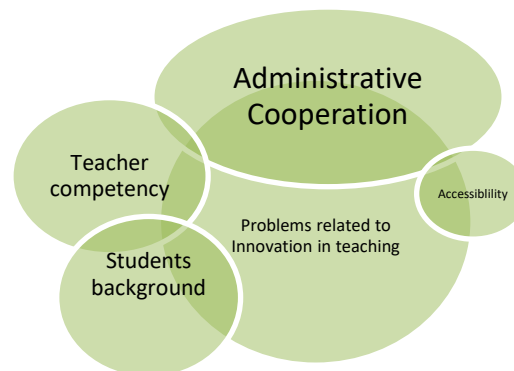 Administrative
Cooperation
Teacher
competency
Accessiblility
Problems related to
Innovation in teaching
Students
background